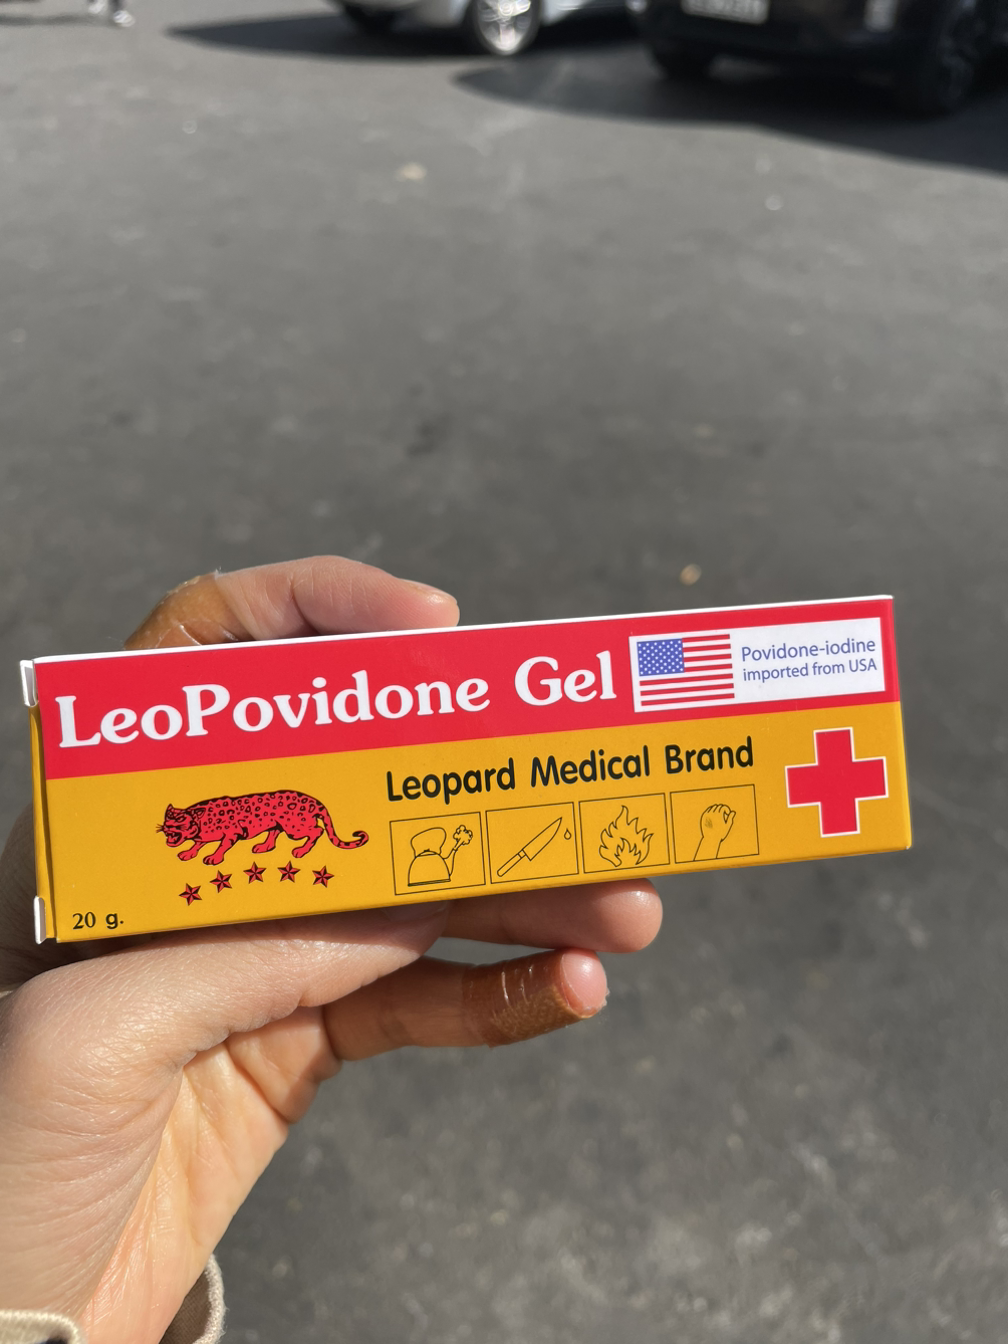 LeoPovidone Gel
Povidone-iodine
imported from USA
Leopard Medical Brand
20 g.